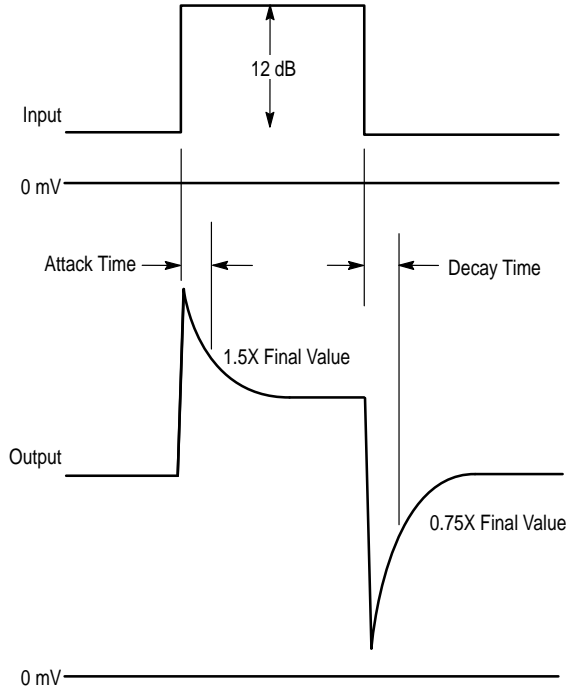 12 dB
Input
0 mV
Attack Time
Decay Time
1.5X Final Value
Output
0.75X Final Value
0 mV